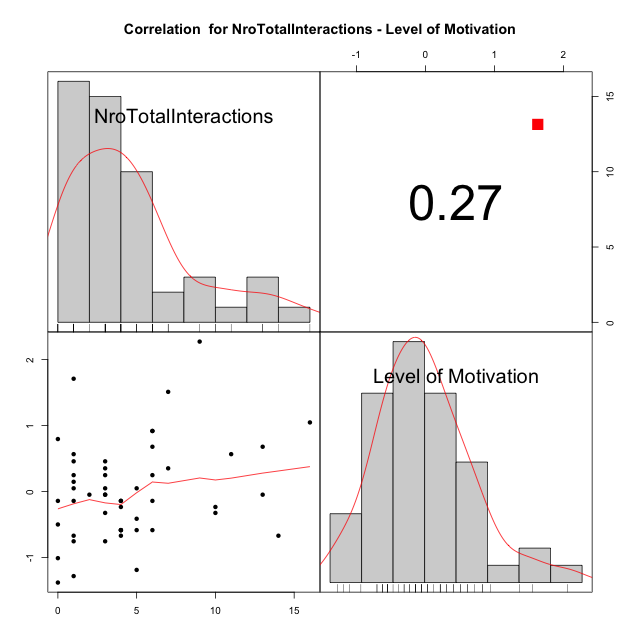 Correlation for NroTotalInteractions - Level of Motivation
-1 0 1 2
NroTotalInteractions
0.27
15
10
5
0
2
1
0
-1
Level of Motivation
0 5 10 15